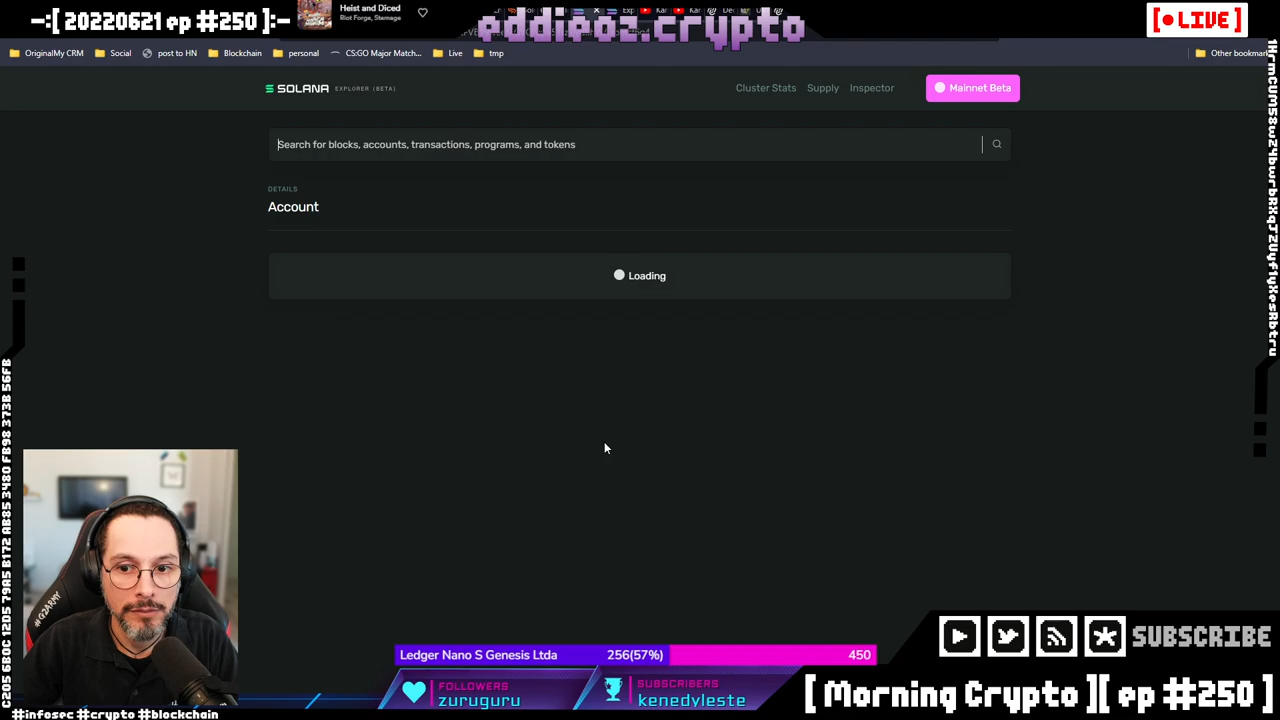 -:[ 20220621 ep #250 ]:-
Heist and Diced
Blot Forge, Stemage
eddieoz.crypto
[ LIVE ]
OriginalMy CRM
Social
post to HN
Blockchain
personal
CS:GO Major Match...
Live
tmp
Other bookmar
SOLANA EXPLORER (BETA)
Cluster Stats
Supply
Inspector
Mainnet Beta
Search for blocks, accounts, transactions, programs, and tokens
DETAILS
Account
Loading
#G2ARMY
Ledger Nano S Genesis Ltda 256(57%) 450
FOLLOWERS
zuruguru
SUBSCRIBERS
kenedyleste
SUBSCRIBE
[ Morning Crypto ][ ep #250 ]
#infosec #crypto #blockchain